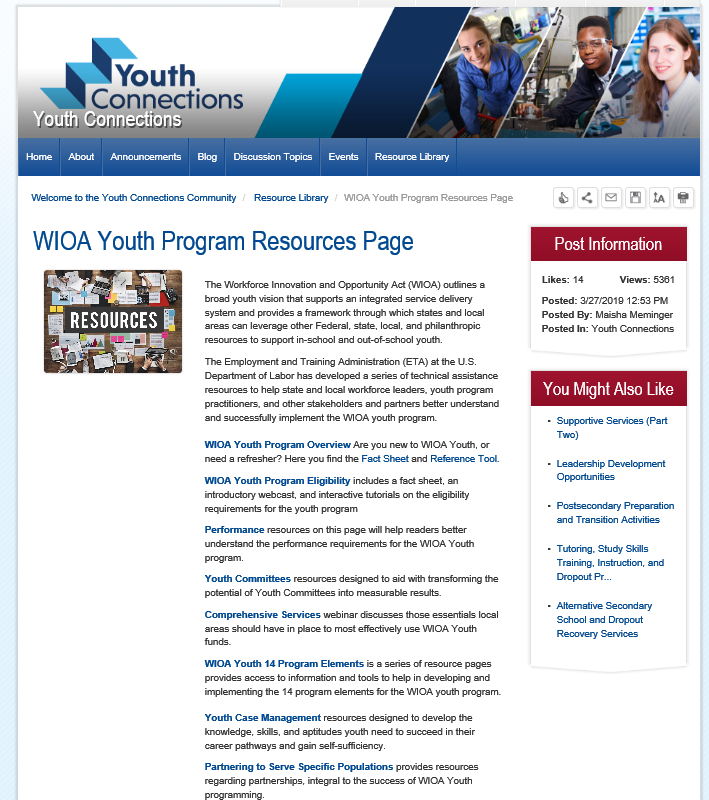 Youth
Connections
Youth Connections
Home About Announcements Blog Discussion Topics Events Resource Library
Welcome to the Youth Connections Community / Resource Library / WIOA Youth Program Resources Page
WIOA Youth Program Resources Page
RESOURCES
The Workforce Innovation and Opportunity Act (WIOA) outlines a
broad youth vision that supports an integrated service delivery
system and provides a framework through which states and local
areas can leverage other Federal, state, local, and philanthropic
resources to support in-school and out-of-school youth.
The Employment and Training Administration (ETA) at the U.S.
Department of Labor has developed a series of technical assistance
resources to help state and local workforce leaders, youth program
practitioners, and other stakeholders and partners better understand
and successfully implement the WIOA youth program.
WIOA Youth Program Overview Are you new to WIOA Youth, or
need a refresher? Here you find the Fact Sheet and Reference Tool.
WIOA Youth Program Eligibility includes a fact sheet, an
introductory webcast, and interactive tutorials on the eligibility
requirements for the youth program
Performance resources on this page will help readers better
understand the performance requirements for the WIOA Youth
program.
Youth Committees resources designed to aid with transforming the
potential of Youth Committees into measurable results.
Comprehensive Services webinar discusses those essentials local
areas should have in place to most effectively use WIOA Youth
funds.
WIOA Youth 14 Program Elements is a series of resource pages
provides access to information and tools to help in developing and
implementing the 14 program elements for the WIOA youth program.
Youth Case Management resources designed to develop the
knowledge, skills, and aptitudes youth need to succeed in their
career pathways and gain self-sufficiency.
Partnering to Serve Specific Populations provides resources
regarding partnerships, integral to the success of WIOA Youth
programming.
Post Information
Likes: 14 Views: 5361
Posted: 3/27/2019 12:53 PM
Posted By: Maisha Meminger
Posted In: Youth Connections
You Might Also Like
• Supportive Services (Part
Two)
• Leadership Development
Opportunities
• Postsecondary Preparation
and Transition Activities
• Tutoring, Study Skills
Training, Instruction, and
Dropout Pr...
• Alternative Secondary
School and Dropout
Recovery Services